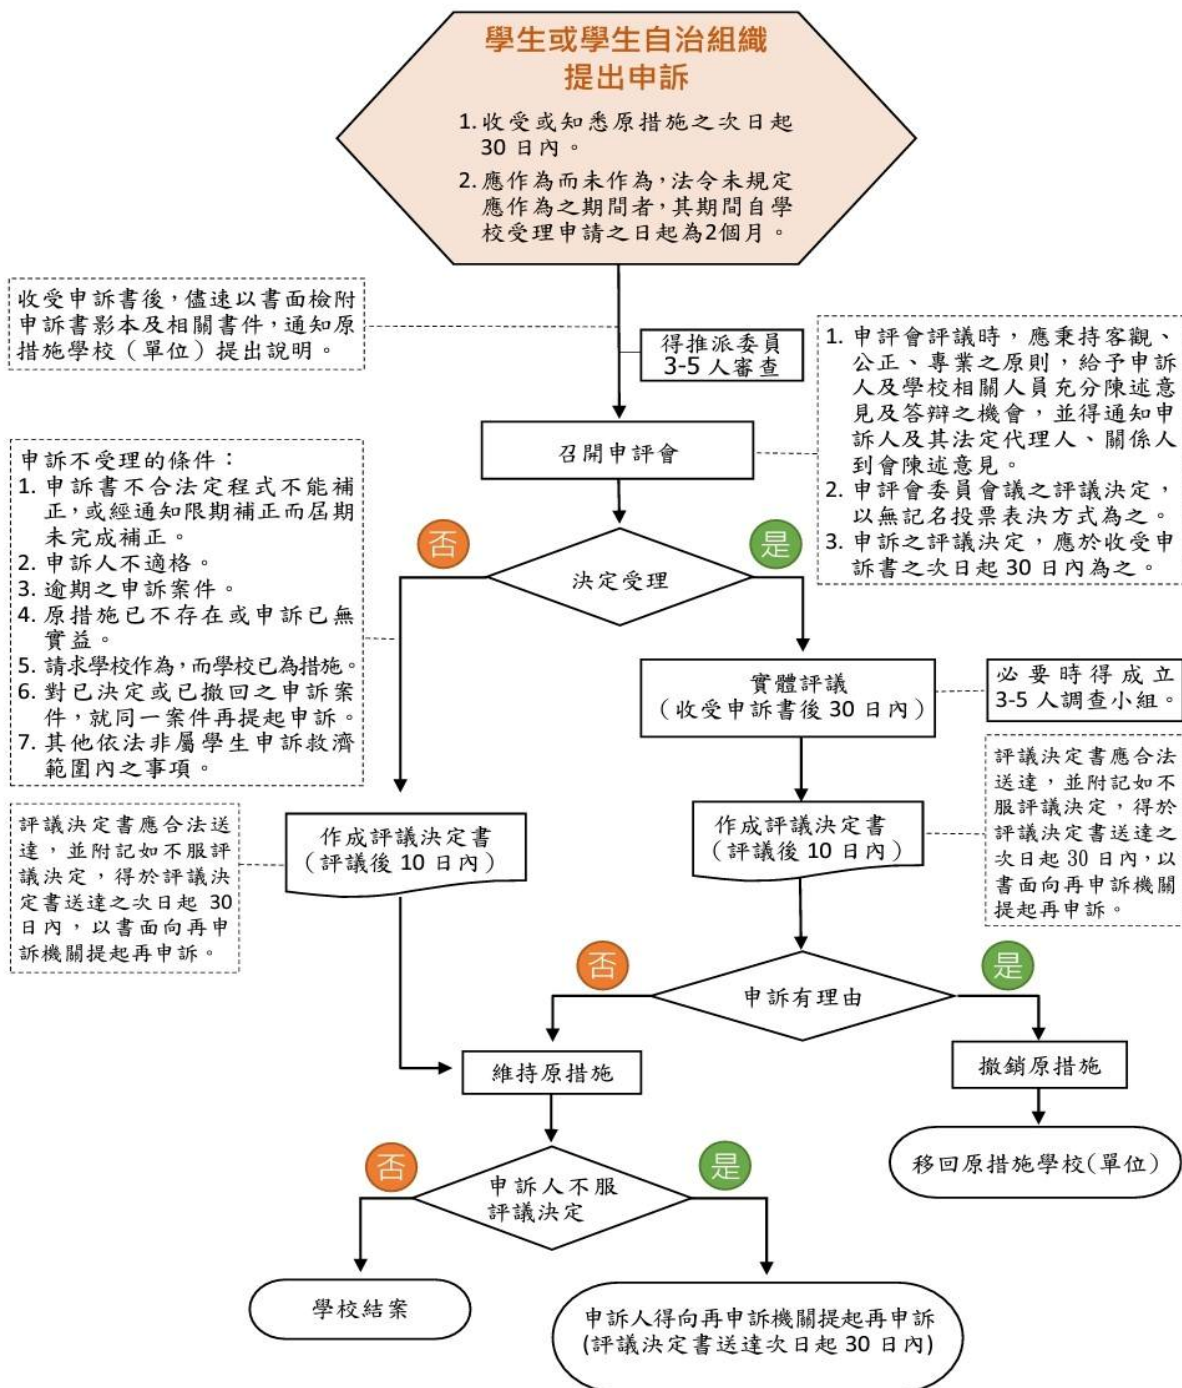 學生或學生自治組織
提出申訴
1. 收受或知悉原措施之次日起
30 日內。
2. 應作為而未作為，法令未規定
應作為之期間者，其期間自學
校受理申請之日起為2個月。
收受申訴書後，儘速以書面檢附
申訴書影本及相關書件，通知原
措施學校（單位）提出說明。
得推派委員
3-5 人審查
召開申評會
1. 申評會評議時，應秉持客觀、
公正、專業之原則，給予申訴
人及學校相關人員充分陳述意
見及答辯之機會，並得通知申
訴人及其法定代理人、關係人
到會陳述意見。
2. 申評會委員會議之評議決定，
以無記名投票表決方式為之。
3. 申訴之評議決定，應於收受申
訴書之次日起 30 日內為之。
申訴不受理的條件：
1. 申訴書不合法定程式不能補
正，或經通知限期補正而屆期
未完成補正。
2. 申訴人不適格。
3. 逾期之申訴案件。
4. 原措施已不存在或申訴已無
實益。
5. 請求學校作為，而學校已為措施。
6. 對已決定或已撤回之申訴案
件，就同一案件再提起申訴。
7. 其他依法非屬學生申訴救濟
範圍內之事項。
否
是
決定受理
實體評議
（收受申訴書後 30 日內）
必要時得成立
3-5 人調查小組。
評議決定書應合法送
達，並附記如不服評
議決定，得於評議決
定書送達之次日起 30
日內，以書面向再申
訴機關提起再申訴。
作成評議決定書
（評議後 10 日內）
作成評議決定書
（評議後 10 日內）
評議決定書應合法
送達，並附記如不
服評議決定，得於
評議決定書送達之
次日起 30 日內，以
書面向再申訴機關
提起再申訴。
否
是
申訴有理由
維持原措施
撤銷原措施
移回原措施學校(單位)
否
是
申訴人不服
評議決定
學校結案
申訴人得向再申訴機關提起再申訴
(評議決定書送達次日起 30 日內)